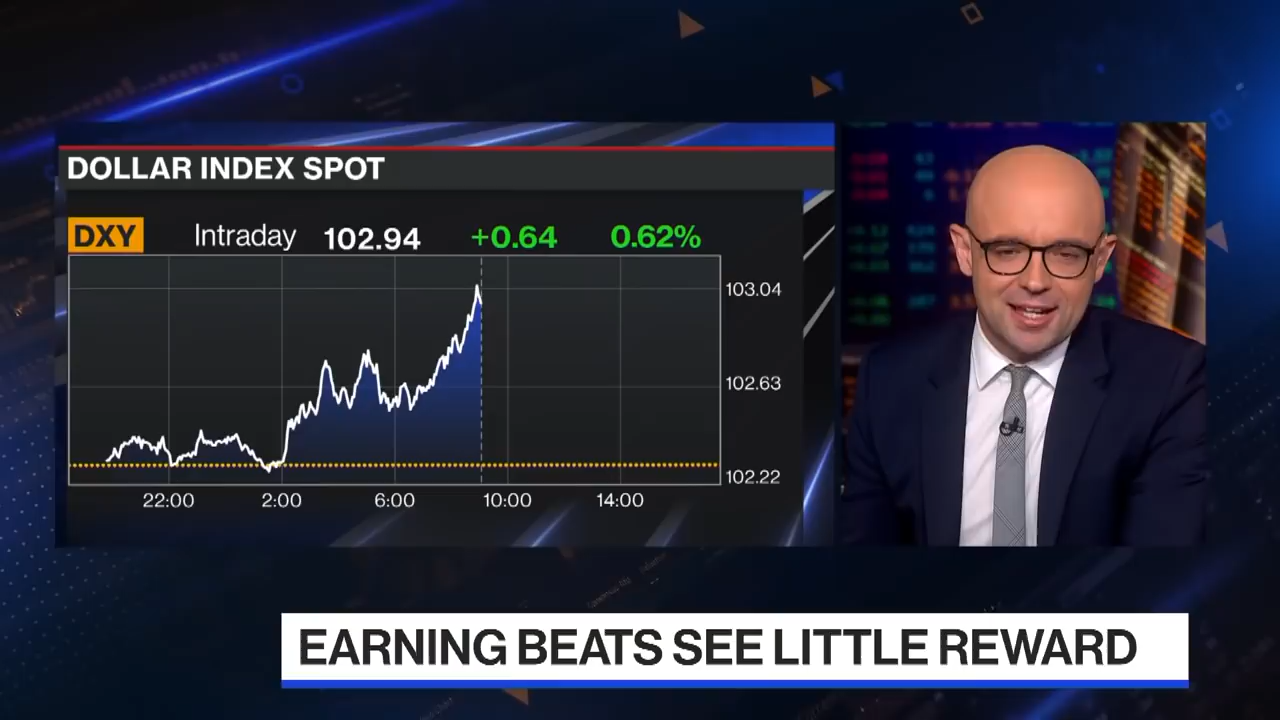 DOLLAR INDEX SPOT
DXY Intraday 102.94 +0.64 0.62%
103.04
102.63
102.22
22:00 2:00 6:00 10:00 14:00
EARNING BEATS SEE LITTLE REWARD